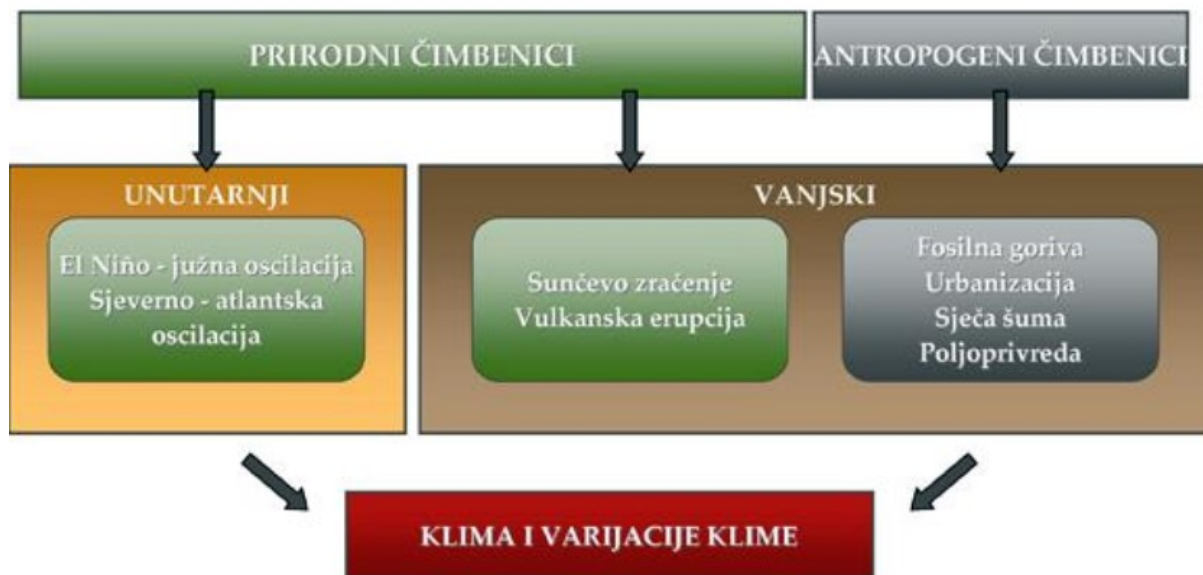 PRIRODNI ČIMBENICI
ANTROPOGENI ČIMBENICI
UNUTARNJI
El Niño - južna oscilacija
Sjeverno - atlantska
oscilacija
VANJSKI
Sunčevo zračenje
Vulkanska erupcija
Fosilna goriva
Urbanizacija
Sječa šuma
Poljoprivreda
KLIMA I VARIJACIJE KLIME